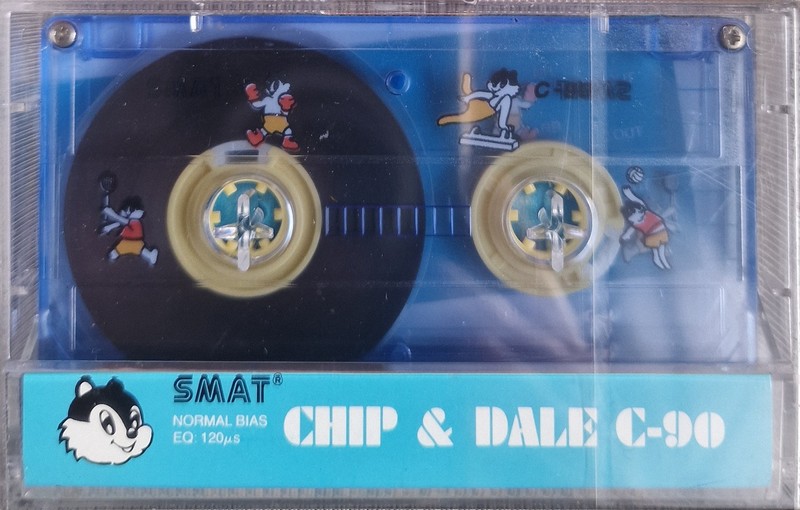 SMAT®
NORMAL BIAS
EQ: 120µs
CHIP & DALE C-90